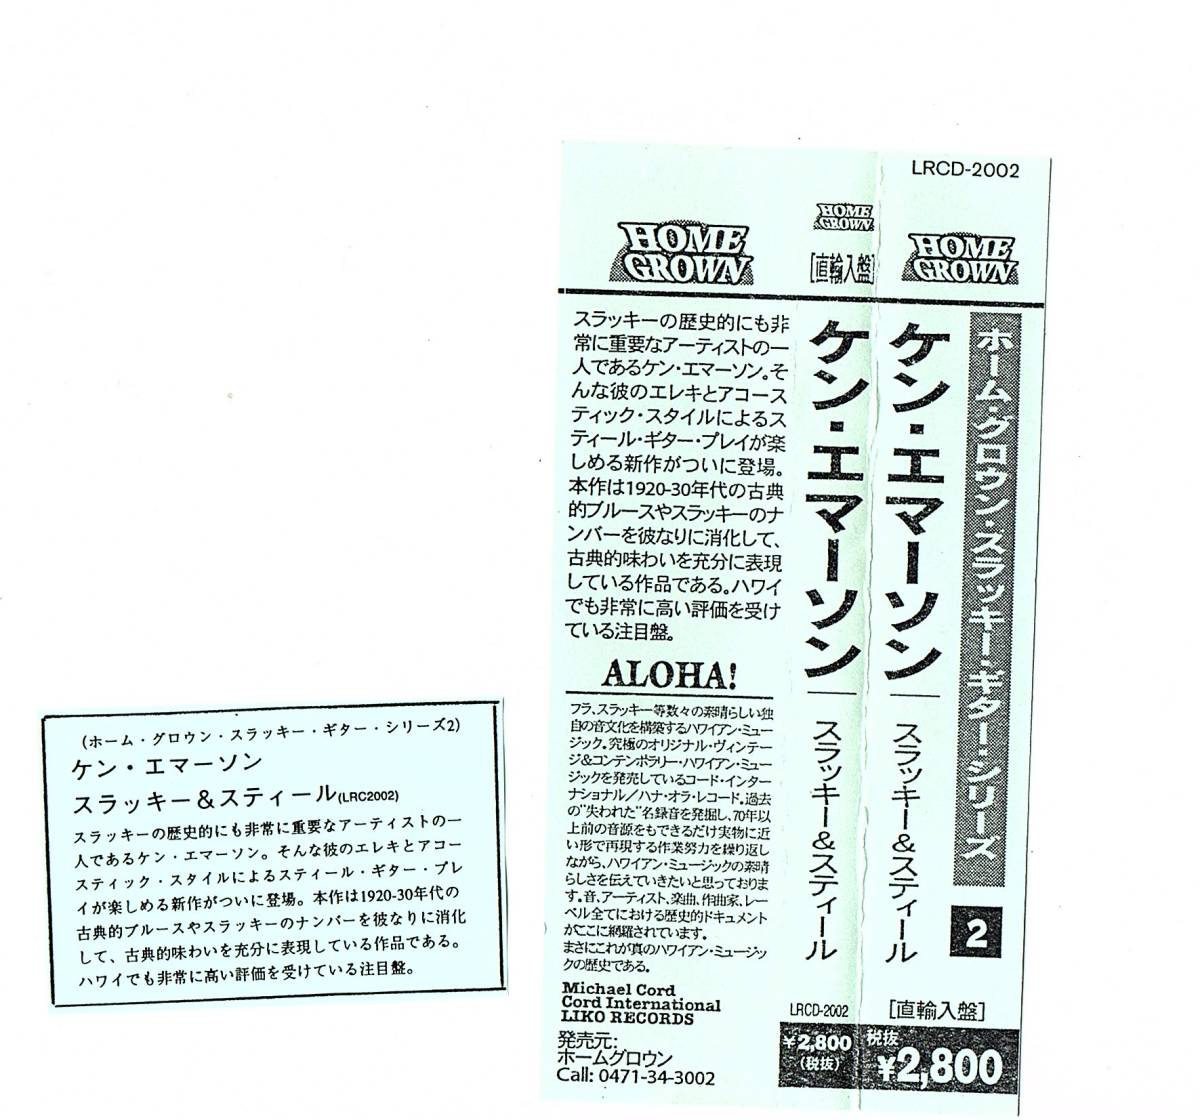 (ホーム・グロウン・スラッキー・ギター・シリーズ2)
ケン・エマーソン
スラッキー&スティール(LRC2002)
スラッキーの歴史的にも非常に重要なアーティストの一
人であるケン・エマーソン。そんな彼のエレキとアコー
スティック・スタイルによるスティール・ギター・プレ
イが楽しめる新作がついに登場。本作は1920-30年代の
古典的ブルースやスラッキーのナンバーを彼なりに消化
して、古典的味わいを充分に表現している作品である。
ハワイでも非常に高い評価を受けている注目盤。
HOME
GROWN
スラッキーの歴史的にも非
常に重要なアーティストの一
人であるケン・エマーソン。そ
んな彼のエレキとアコース
ティック・スタイルによるス
ティール・ギター・プレイが楽
しめる新作がついに登場。
本作は1920-30年代の古典
的ブルースやスラッキーのナ
ンバーを彼なりに消化して、
古典的味わいを充分に表現
している作品である。ハワイ
でも非常に高い評価を受け
ている注目盤。
ALOHA!
フラ、スラッキー等数々の素晴らしい独
自の音文化を構築するハワイアン・ミュー
ジック。究極のオリジナル・ヴィンテー
ジ&コンテンポラリー・ハワイアン・ミュー
ジックを発売しているコード・インター
ナショナル/ハナ・オラ・レコード。過去
の"失われた"名録音を発掘し、70年以
上前の音源をもできるだけ実物に近
い形で再現する作業努力を繰り返し
ながら、ハワイアン・ミュージックの素晴
らしさを伝えていきたいと思っておりま
す。音、アーティスト、楽曲、作曲家、レー
ベル全てにおける歴史的ドキュメント
がここに網羅されています。
まさにこれが真のハワイアン・ミュージッ
クの歴史である。
Michael Cord
Cord International
LIKO RECORDS
発売元:
ホームグロウン
Call: 0471-34-3002
HOME
GROWN
[直輸入盤]
ケン・エマーソン
スラッキー&スティール
LRCD-2002
¥2,800
(税抜)
LRCD-2002
HOME
GROWN
ホーム・グロウン・スラッキー・ギター・シリーズ
2
ケン・エマーソン
スラッキー&スティール
[直輸入盤]
税抜
¥2,800